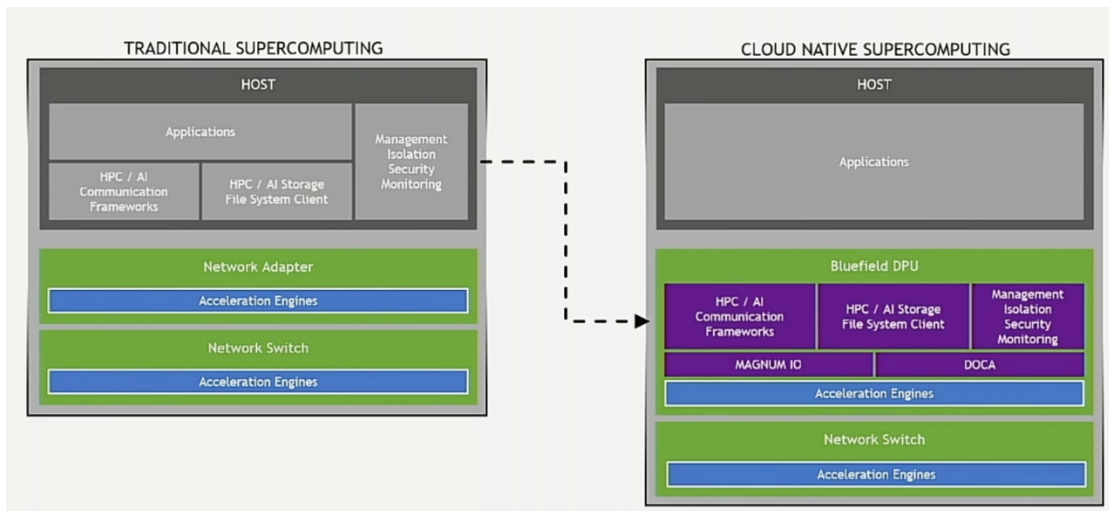 TRADITIONAL SUPERCOMPUTING
HOST
Applications
Management
Isolation
Security
Monitoring
HPC / AI
Communication
Frameworks
HPC / AI Storage
File System Client
Network Adapter
Acceleration Engines
Network Switch
Acceleration Engines
CLOUD NATIVE SUPERCOMPUTING
HOST
Applications
Bluefield DPU
HPC / AI
Communication
Frameworks
HPC / AI Storage
File System Client
Management
Isolation
Security
Monitoring
MAGNUM IO
DOCA
Acceleration Engines
Network Switch
Acceleration Engines